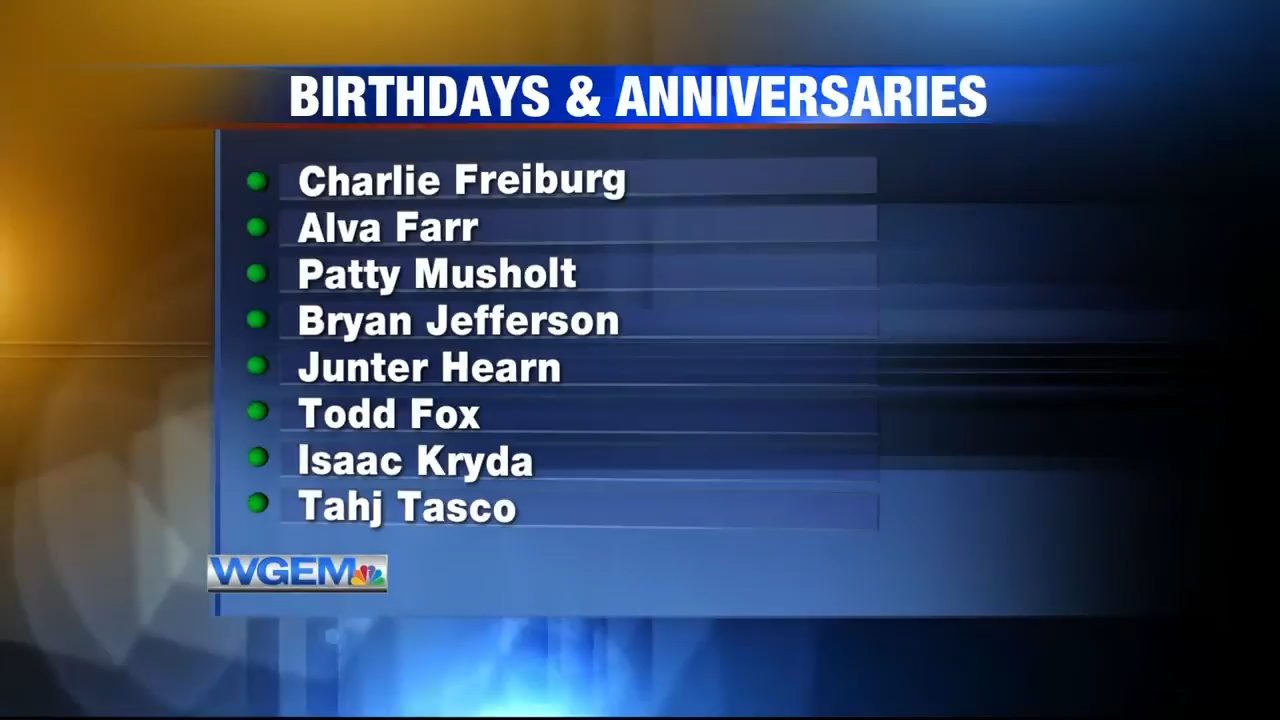 BIRTHDAYS & ANNIVERSARIES
Charlie Freiburg
Alva Farr
Patty Musholt
Bryan Jefferson
Junter Hearn
Todd Fox
Isaac Kryda
Tahj Tasco
WGEM